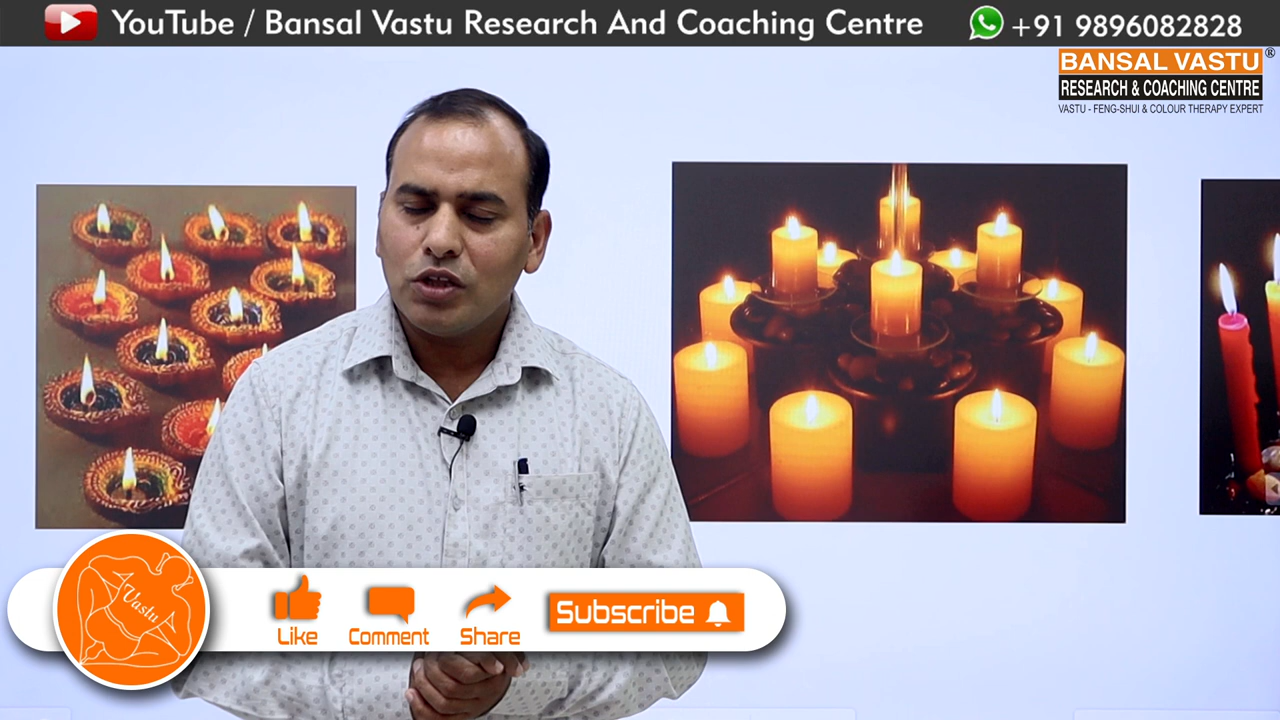 YouTube / Bansal Vastu Research And Coaching Centre
+91 9896082828
BANSAL VASTU®
RESEARCH & COACHING CENTRE
VASTU - FENG-SHUI & COLOUR THERAPY EXPERT
Vastu
Like
Comment
Share
Subscribe